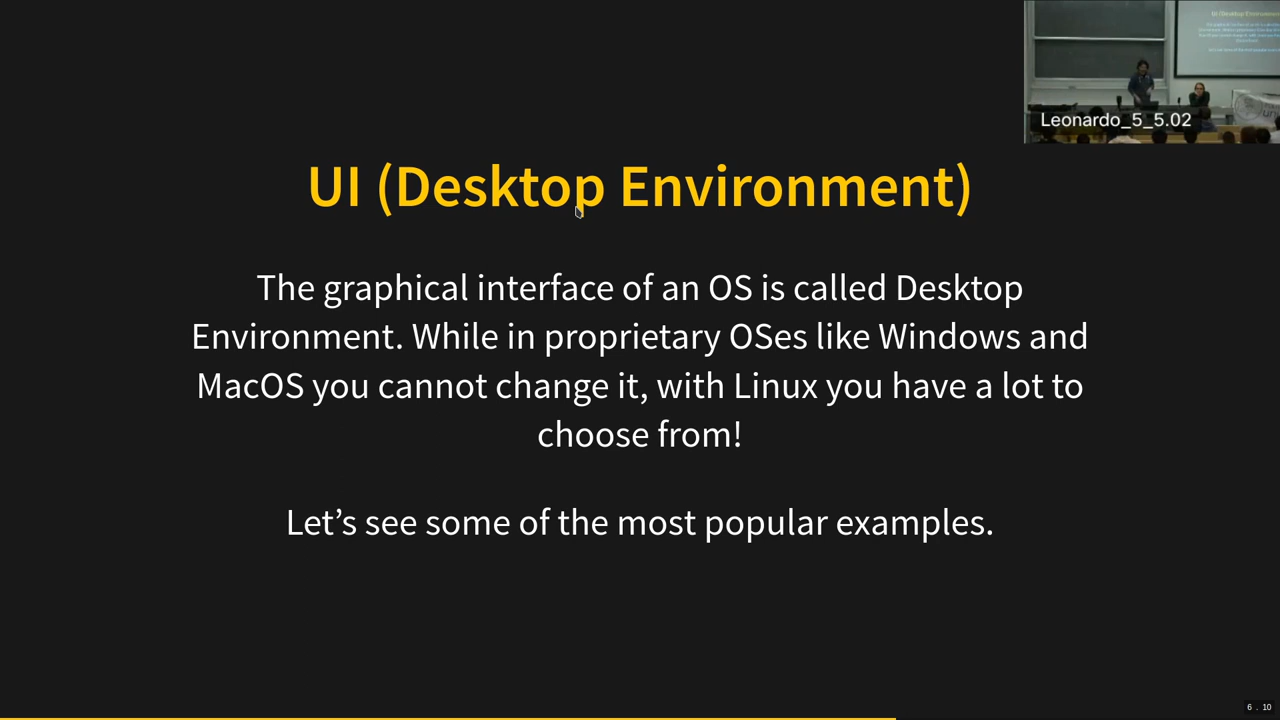 Leonardo_5_5.02
UI (Desktop Environment)
The graphical interface of an OS is called Desktop
Environment. While in proprietary OSes like Windows and
MacOS you cannot change it, with Linux you have a lot to
choose from!
Let’s see some of the most popular examples.
6 . 10